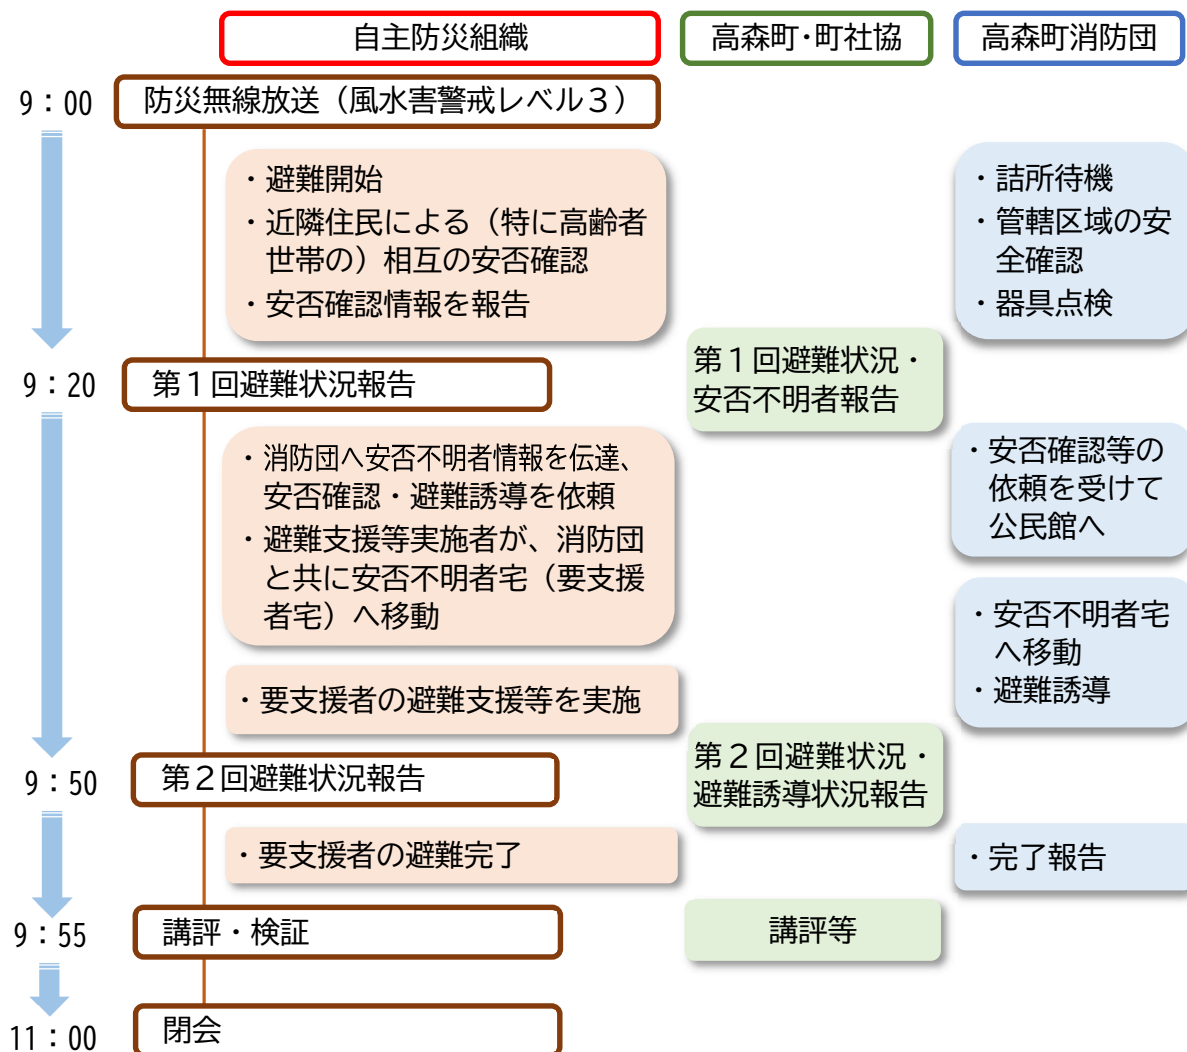 自主防災組織
高森町・町社協
高森町消防団
9：00
防災無線放送（風水害警戒レベル３）
・避難開始
・近隣住民による（特に高齢者
世帯の）相互の安否確認
・安否確認情報を報告
・詰所待機
・管轄区域の安
全確認
・器具点検
9：20
第１回避難状況報告
第１回避難状況・
安否不明者報告
・消防団へ安否不明者情報を伝達、
安否確認・避難誘導を依頼
・避難支援等実施者が、消防団
と共に安否不明者宅（要支援
者宅）へ移動
・安否確認等の
依頼を受けて
公民館へ
・安否不明者宅
へ移動
・避難誘導
・要支援者の避難支援等を実施
9：50
第２回避難状況報告
第２回避難状況・
避難誘導状況報告
・要支援者の避難完了
・完了報告
9：55
講評・検証
講評等
11：00
閉会